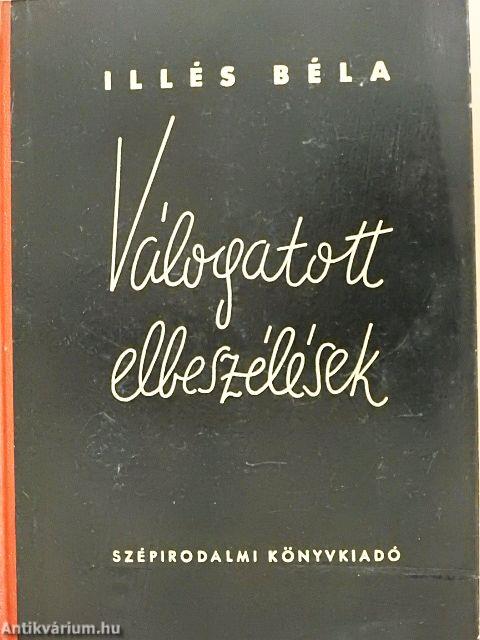 ILLÉS BÉLA
Válogatott
elbeszélések
SZÉPIRODALMI KÖNYVKIADÓ
Antikvárium.hu